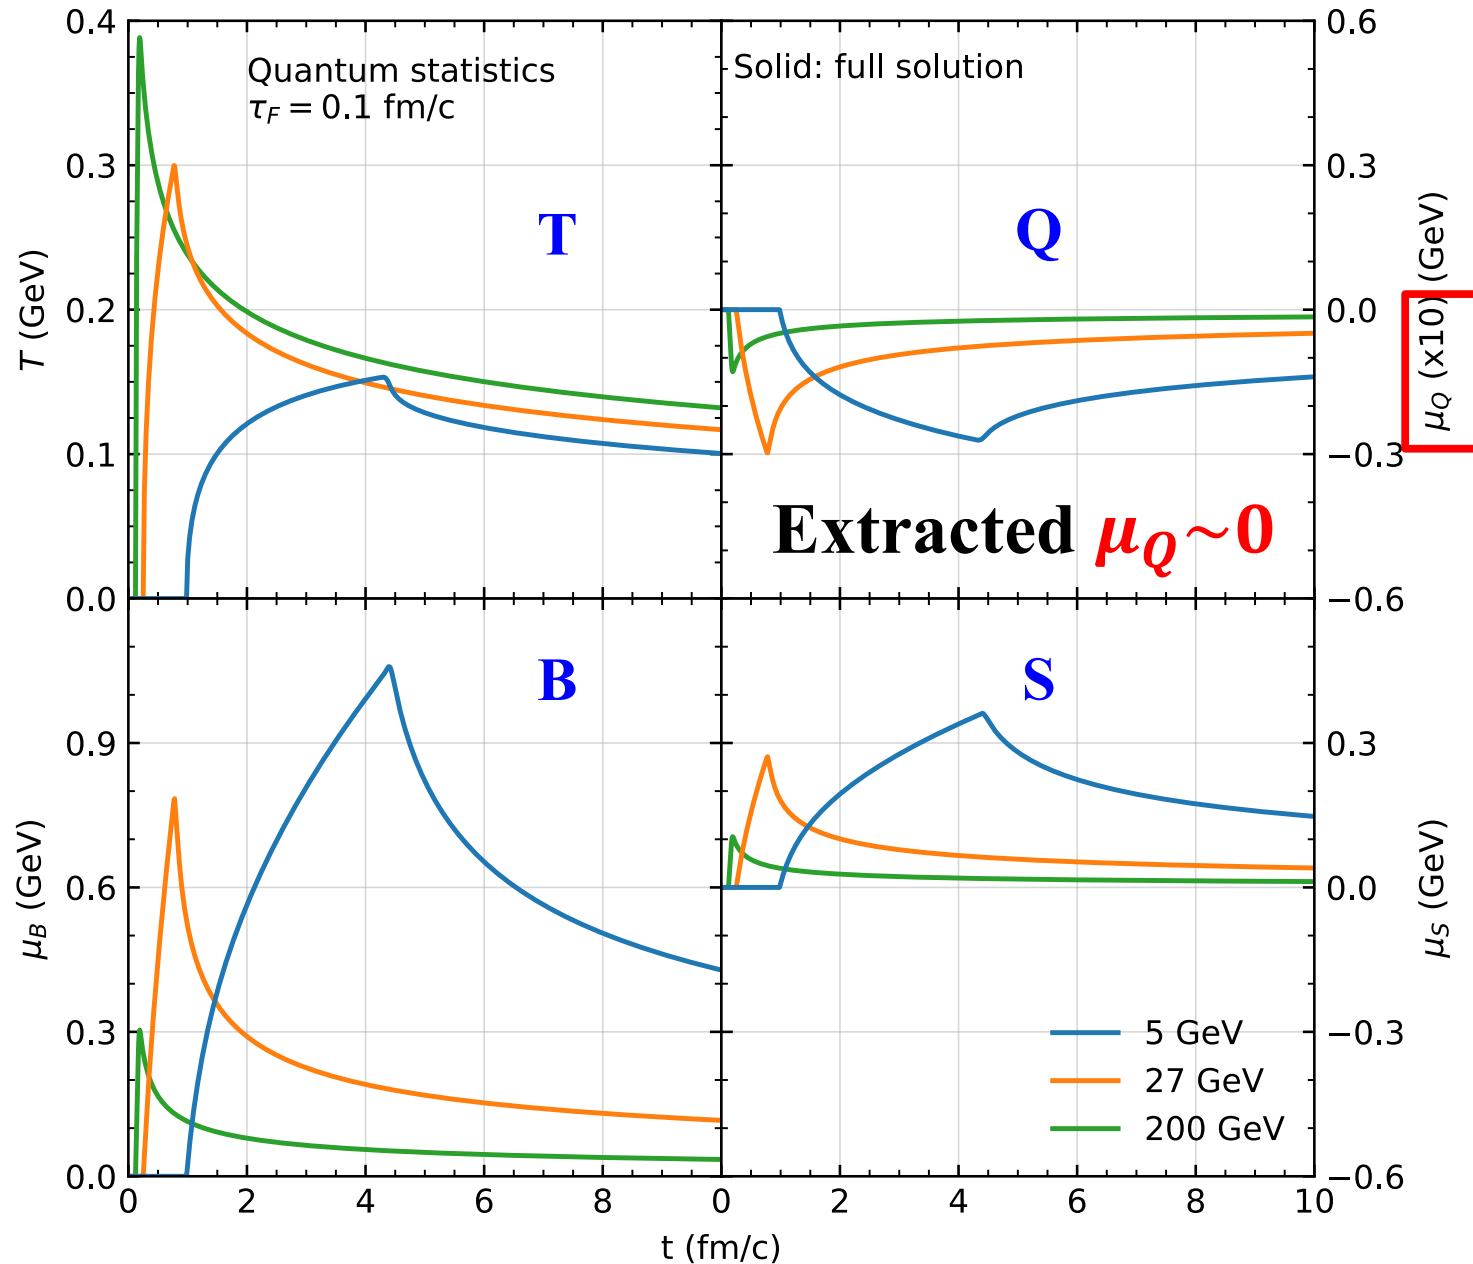 0.4
0.3
0.2
0.1
0.0
T (GeV)
Quantum statistics
τ_F = 0.1 fm/c
T
Solid: full solution
Q
Extracted μ_Q~0
0.6
0.3
0.0
−0.3
−0.6
μ_Q (x10) (GeV)
0.9
0.6
0.3
0.0
μ_B (GeV)
B
S
5 GeV
27 GeV
200 GeV
0.3
0.0
−0.3
−0.6
μ_S (GeV)
0 2 4 6 8 0 2 4 6 8 10
t (fm/c)